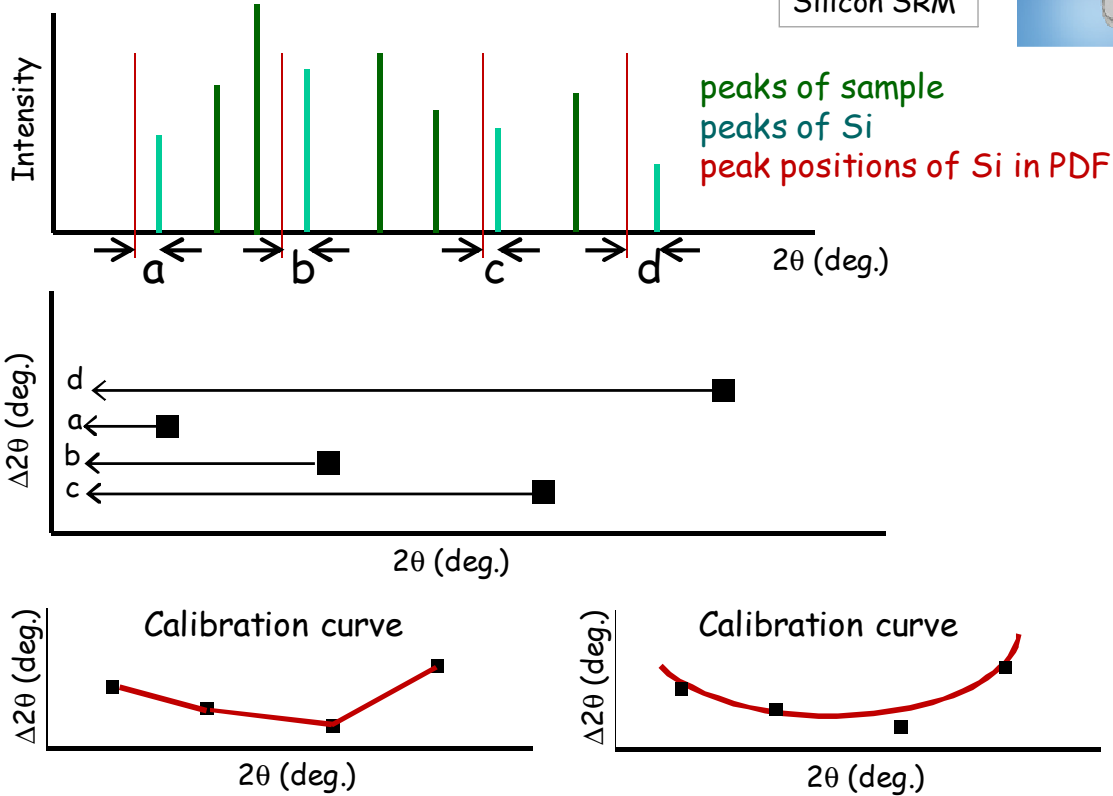 Silicon SRM
Intensity
peaks of sample
peaks of Si
peak positions of Si in PDF
a
b
c
d
2θ (deg.)
Δ2θ (deg.)
d
a
b
c
2θ (deg.)
Δ2θ (deg.)
Calibration curve
2θ (deg.)
Δ2θ (deg.)
Calibration curve
2θ (deg.)